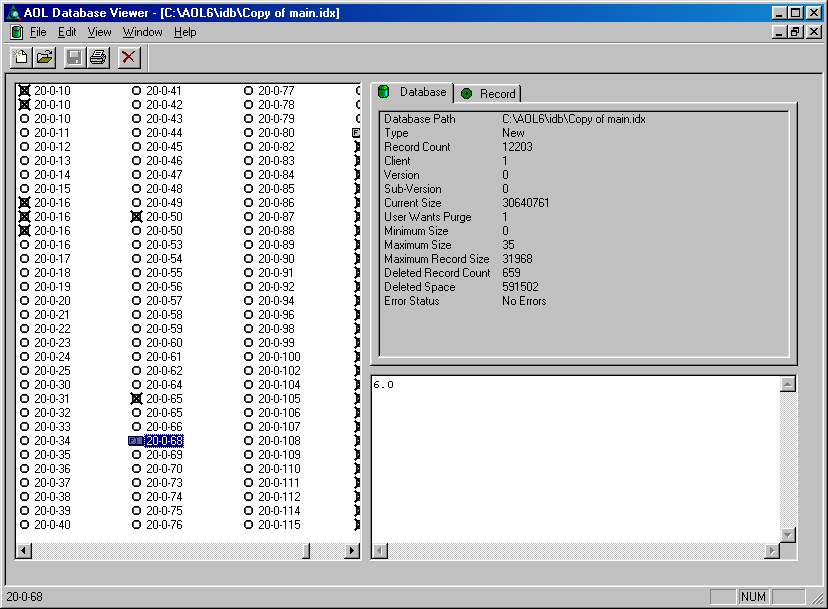 AOL Database Viewer - [C:\AOL6\idb\Copy of main.idx]
File Edit View Window Help
20-0-10 20-0-41 20-0-77
20-0-10 20-0-42 20-0-78
20-0-10 20-0-43 20-0-79
20-0-11 20-0-44 20-0-80
20-0-12 20-0-45 20-0-82
20-0-13 20-0-46 20-0-83
20-0-14 20-0-47 20-0-84
20-0-15 20-0-48 20-0-85
20-0-16 20-0-49 20-0-86
20-0-16 20-0-50 20-0-87
20-0-16 20-0-50 20-0-88
20-0-16 20-0-53 20-0-89
20-0-17 20-0-54 20-0-90
20-0-18 20-0-55 20-0-91
20-0-19 20-0-56 20-0-92
20-0-20 20-0-57 20-0-94
20-0-21 20-0-58 20-0-96
20-0-22 20-0-59 20-0-98
20-0-23 20-0-60 20-0-99
20-0-24 20-0-61 20-0-100
20-0-25 20-0-62 20-0-102
20-0-30 20-0-64 20-0-104
20-0-31 20-0-65 20-0-105
20-0-32 20-0-65 20-0-106
20-0-33 20-0-66 20-0-107
20-0-34 20-0-68 20-0-108
20-0-35 20-0-69 20-0-109
20-0-36 20-0-70 20-0-110
20-0-37 20-0-73 20-0-111
20-0-38 20-0-74 20-0-112
20-0-39 20-0-75 20-0-114
20-0-40 20-0-76 20-0-115
Database Record
Database Path C:\AOL6\idb\Copy of main.idx
Type New
Record Count 12203
Client 1
Version 0
Sub-Version 0
Current Size 30640761
User Wants Purge 1
Minimum Size 0
Maximum Size 35
Maximum Record Size 31968
Deleted Record Count 659
Deleted Space 591502
Error Status No Errors
6.0
20-0-68 NUM